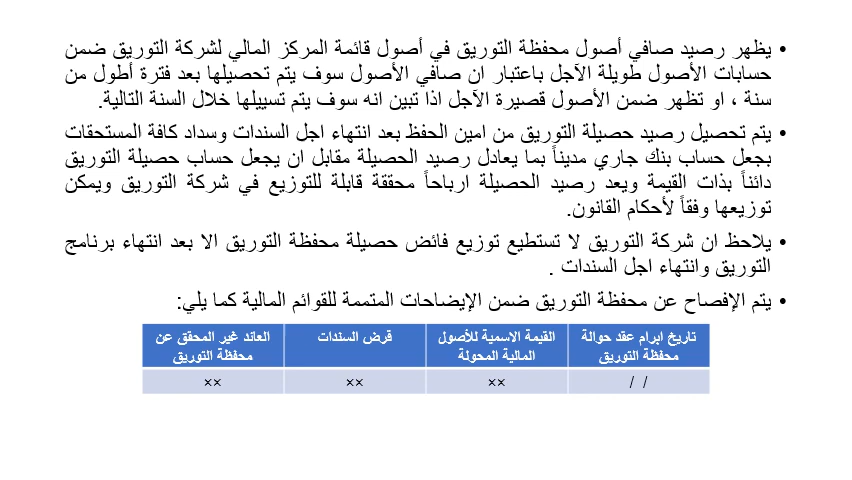 • يظهر رصيد صافي أصول محفظة التوريق في أصول قائمة المركز المالي لشركة التوريق ضمن
حسابات الأصول طويلة الآجل باعتبار ان صافي الأصول سوف يتم تحصيلها بعد فترة أطول من
سنة ، او تظهر ضمن الأصول قصيرة الآجل اذا تبين انه سوف يتم تسييلها خلال السنة التالية.
• يتم تحصيل رصيد حصيلة التوريق من امين الحفظ بعد انتهاء اجل السندات وسداد كافة المستحقات
بجعل حساب بنك جاري مديناً بما يعادل رصيد الحصيلة مقابل ان يجعل حساب حصيلة التوريق
دائناً بذات القيمة ويعد رصيد الحصيلة ارباحاً محققة قابلة للتوزيع في شركة التوريق ويمكن
توزيعها وفقاً لأحكام القانون.
• يلاحظ ان شركة التوريق لا تستطيع توزيع فائض حصيلة محفظة التوريق الا بعد انتهاء برنامج
التوريق وانتهاء اجل السندات .
• يتم الإفصاح عن محفظة التوريق ضمن الإيضاحات المتممة للقوائم المالية كما يلي:
تاريخ ابرام عقد حوالة القيمة الاسمية للأصول قرض السندات العائد غير المحقق عن
محفظة التوريق المالية المحولة محفظة التوريق
/ / ×× ×× ××